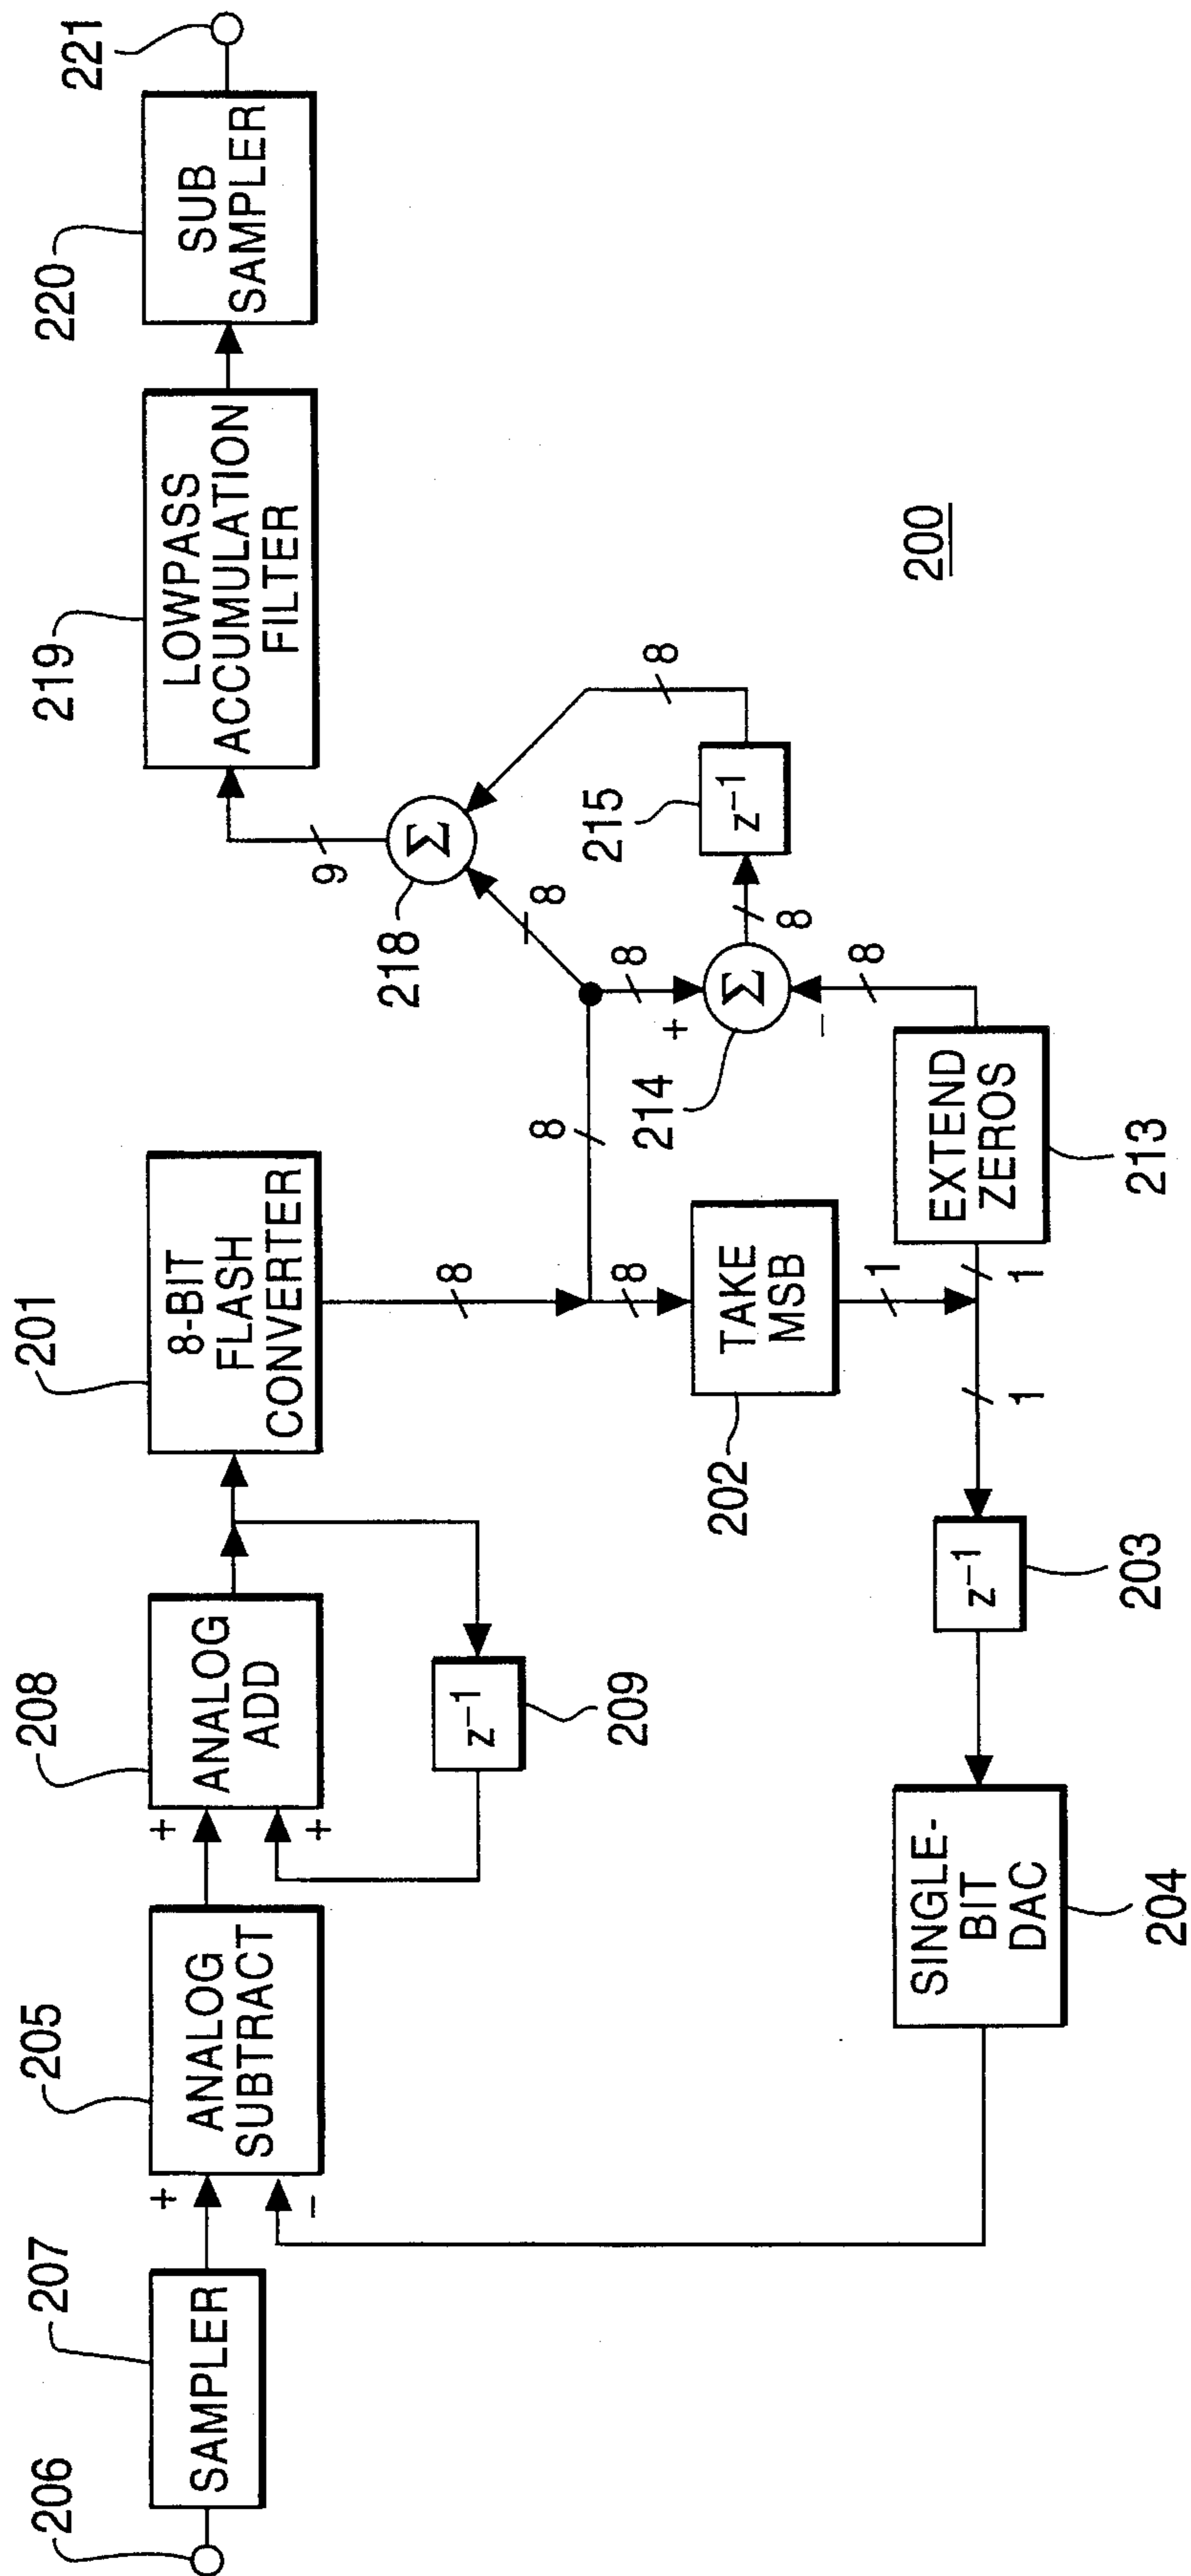 206
207
SAMPLER
+
−
205
ANALOG
SUBTRACT
+
+
208
ANALOG
ADD
z⁻¹
209
201
8-BIT
FLASH
CONVERTER
8
8
8
202
TAKE
MSB
1
1
1
203
z⁻¹
204
SINGLE-
BIT
DAC
213
EXTEND
ZEROS
8
8
+
−
214
Σ
8
215
z⁻¹
8
8
218
Σ
9
219
LOWPASS
ACCUMULATION
FILTER
220
SUB
SAMPLER
221
200